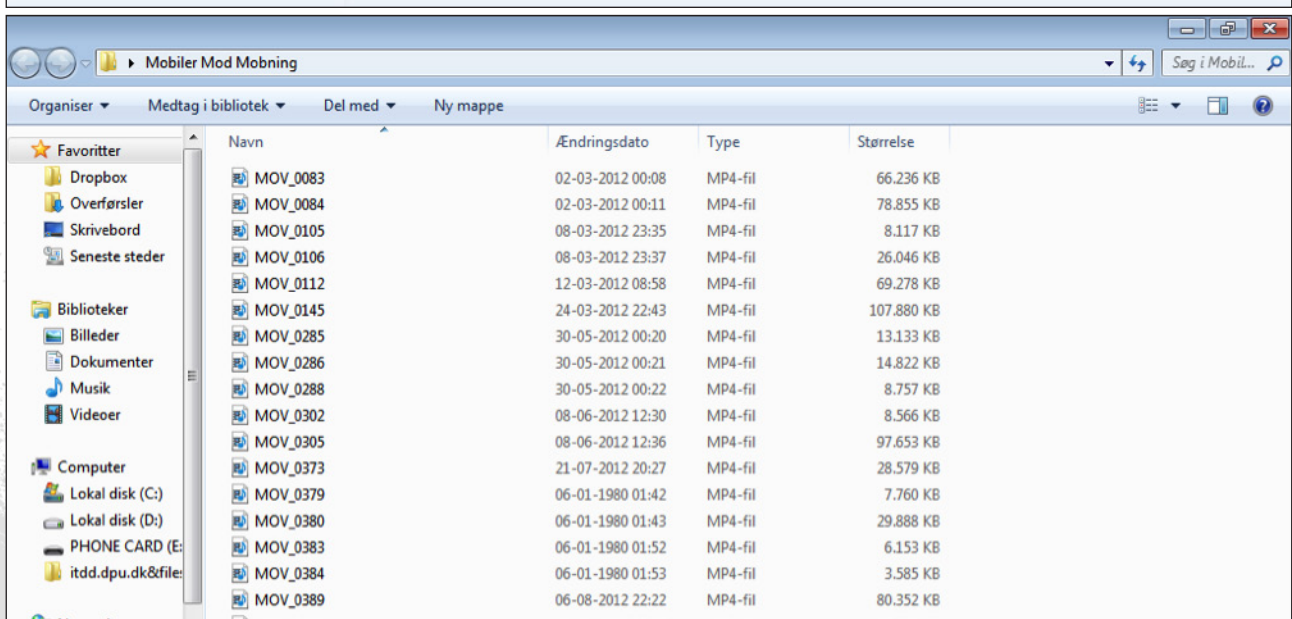 Mobiler Mod Mobning
Søg i Mobil...
Organiser Medtag i bibliotek Del med Ny mappe
Favoritter
Dropbox
Overførsler
Skrivebord
Seneste steder
Biblioteker
Billeder
Dokumenter
Musik
Videoer
Computer
Lokal disk (C:)
Lokal disk (D:)
PHONE CARD (E:
itdd.dpu.dk&file:
Navn Ændringsdato Type Størrelse
MOV_0083 02-03-2012 00:08 MP4-fil 66.236 KB
MOV_0084 02-03-2012 00:11 MP4-fil 78.855 KB
MOV_0105 08-03-2012 23:35 MP4-fil 8.117 KB
MOV_0106 08-03-2012 23:37 MP4-fil 26.046 KB
MOV_0112 12-03-2012 08:58 MP4-fil 69.278 KB
MOV_0145 24-03-2012 22:43 MP4-fil 107.880 KB
MOV_0285 30-05-2012 00:20 MP4-fil 13.133 KB
MOV_0286 30-05-2012 00:21 MP4-fil 14.822 KB
MOV_0288 30-05-2012 00:22 MP4-fil 8.757 KB
MOV_0302 08-06-2012 12:30 MP4-fil 8.566 KB
MOV_0305 08-06-2012 12:36 MP4-fil 97.653 KB
MOV_0373 21-07-2012 20:27 MP4-fil 28.579 KB
MOV_0379 06-01-1980 01:42 MP4-fil 7.760 KB
MOV_0380 06-01-1980 01:43 MP4-fil 29.888 KB
MOV_0383 06-01-1980 01:52 MP4-fil 6.153 KB
MOV_0384 06-01-1980 01:53 MP4-fil 3.585 KB
MOV_0389 06-08-2012 22:22 MP4-fil 80.352 KB